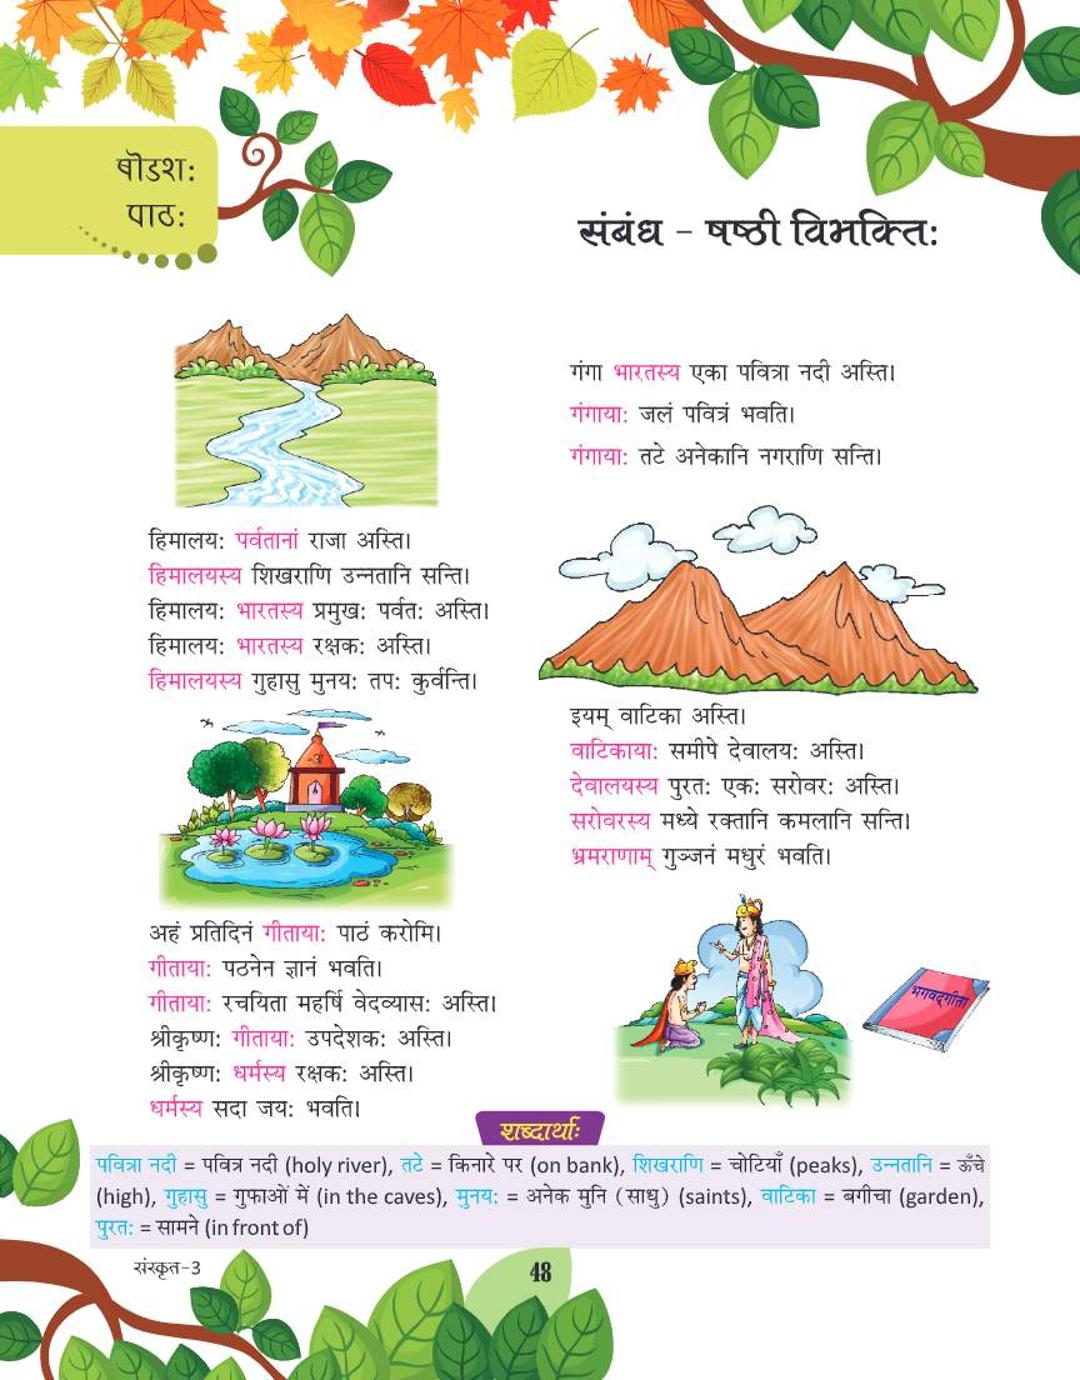 षोडशः
पाठः
संबंध - षष्ठी विभक्तिः
गंगा भारतस्य एका पवित्रा नदी अस्ति।
गंगायाः जलं पवित्रं भवति।
गंगायाः तटे अनेकानि नगराणि सन्ति।
हिमालयः पर्वतानां राजा अस्ति।
हिमालयस्य शिखराणि उन्नतानि सन्ति।
हिमालयः भारतस्य प्रमुखः पर्वतः अस्ति।
हिमालयः भारतस्य रक्षकः अस्ति।
हिमालयस्य गुहासु मुनयः तपः कुर्वन्ति।
इयम् वाटिका अस्ति।
वाटिकायाः समीपे देवालयः अस्ति।
देवालयस्य पुरतः एकः सरोवरः अस्ति।
सरोवरस्य मध्ये रक्तानि कमलानि सन्ति।
भ्रमराणाम् गुञ्जनं मधुरं भवति।
अहं प्रतिदिनं गीतायाः पाठं करोमि।
गीतायाः पठनेन ज्ञानं भवति।
गीतायाः रचयिता महर्षि वेदव्यासः अस्ति।
श्रीकृष्णः गीतायाः उपदेशकः अस्ति।
श्रीकृष्णः धर्मस्य रक्षकः अस्ति।
धर्मस्य सदा जयः भवति।
भगवद्गीता
शब्दार्थाः
पवित्रा नदी = पवित्र नदी (holy river), तटे = किनारे पर (on bank), शिखराणि = चोटियाँ (peaks), उन्नतानि = ऊँचे
(high), गुहासु = गुफाओं में (in the caves), मुनयः = अनेक मुनि (साधु) (saints), वाटिका = बगीचा (garden),
पुरतः = सामने (in front of)
संस्कृत-3
48